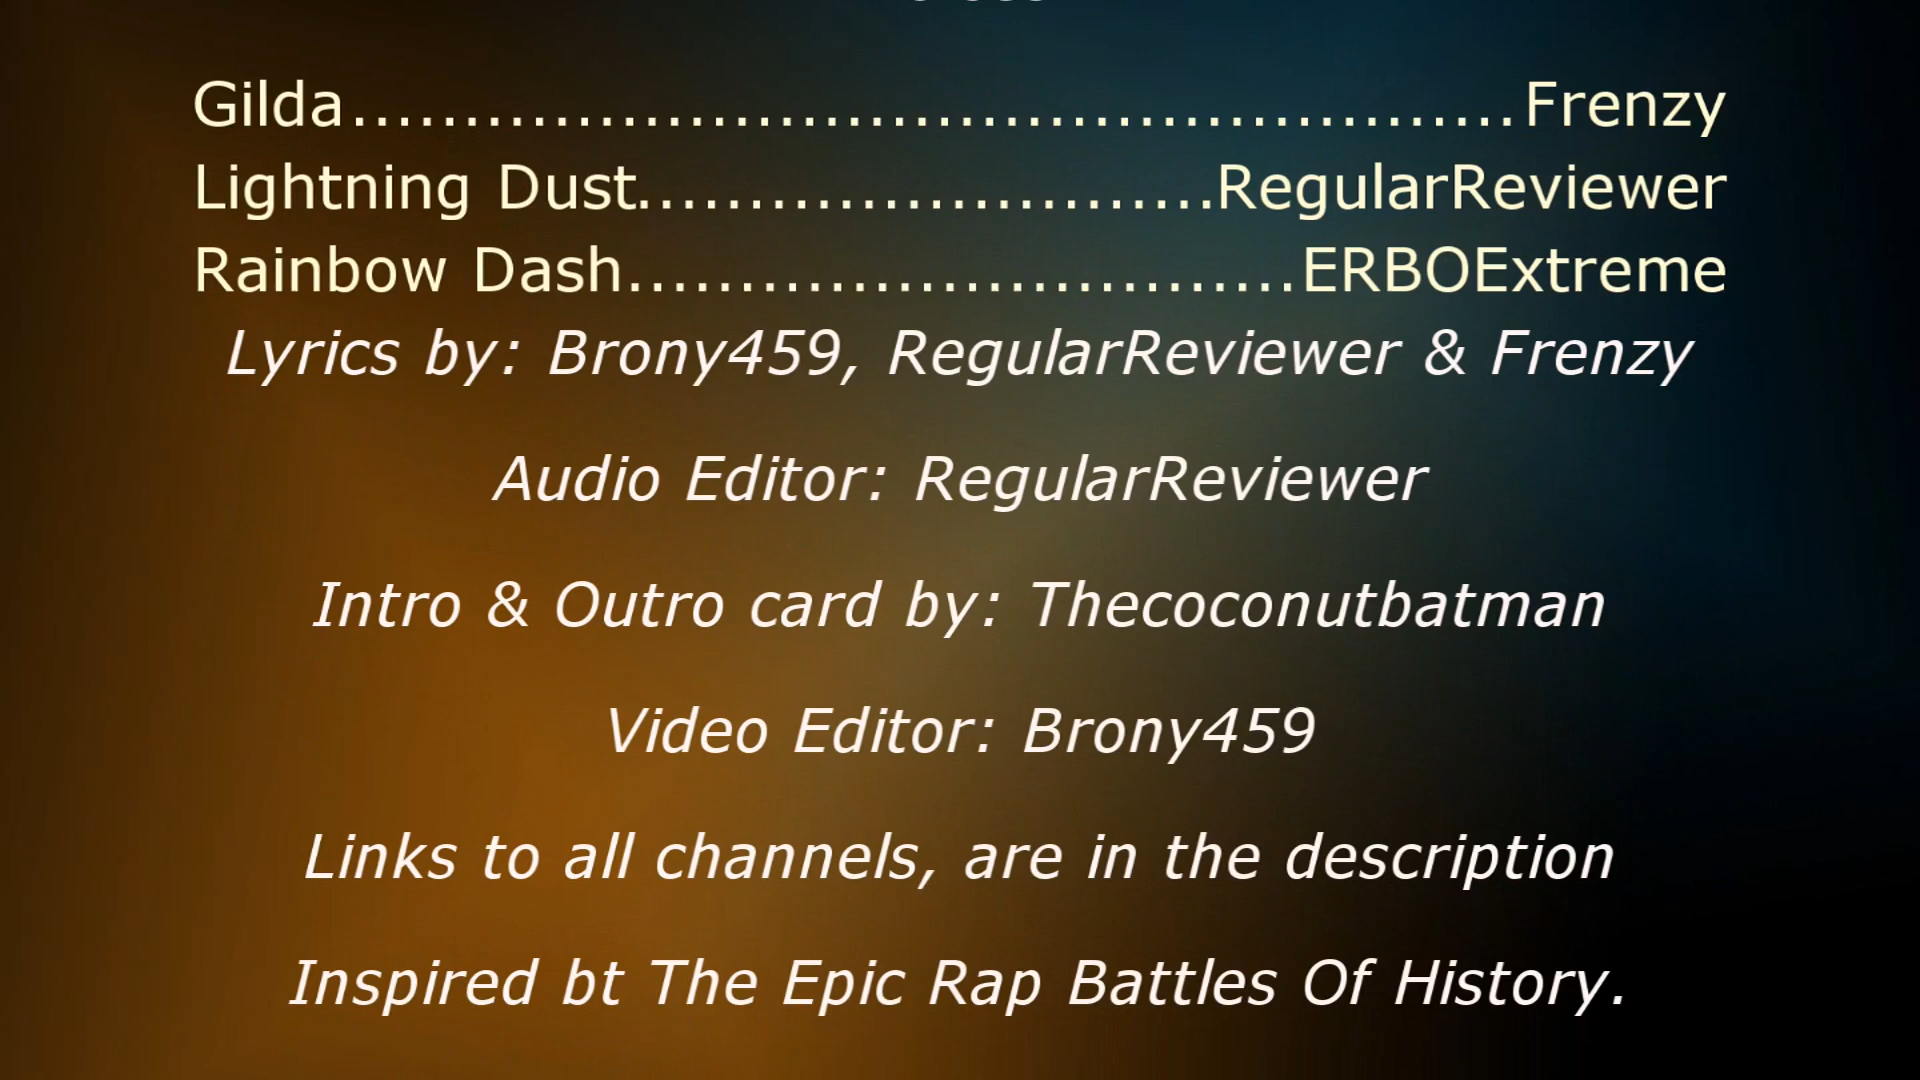 Gilda.......................................Frenzy
Lightning Dust.........................RegularReviewer
Rainbow Dash..............................ERBOExtreme
Lyrics by: Brony459, RegularReviewer & Frenzy
Audio Editor: RegularReviewer
Intro & Outro card by: Thecoconutbatman
Video Editor: Brony459
Links to all channels, are in the description
Inspired bt The Epic Rap Battles Of History.